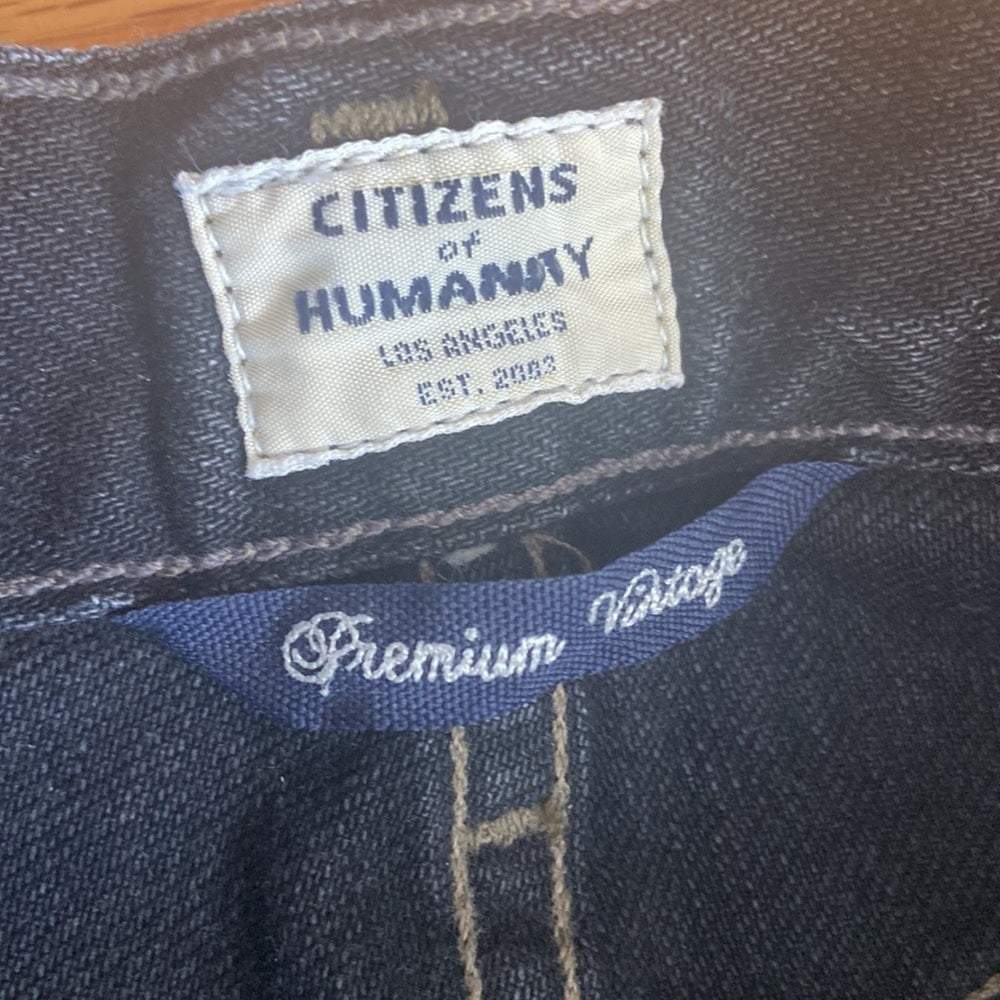 CITIZENS
OF
HUMANITY
LOS ANGELES
EST. 2003
Premium Vintage